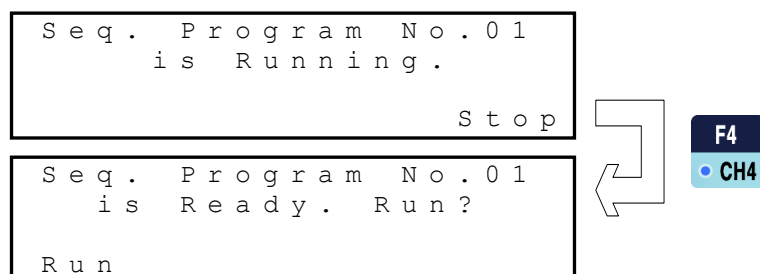 Seq. Program No.01
is Running.
Stop
F4
CH4
Seq. Program No.01
is Ready. Run?
Run